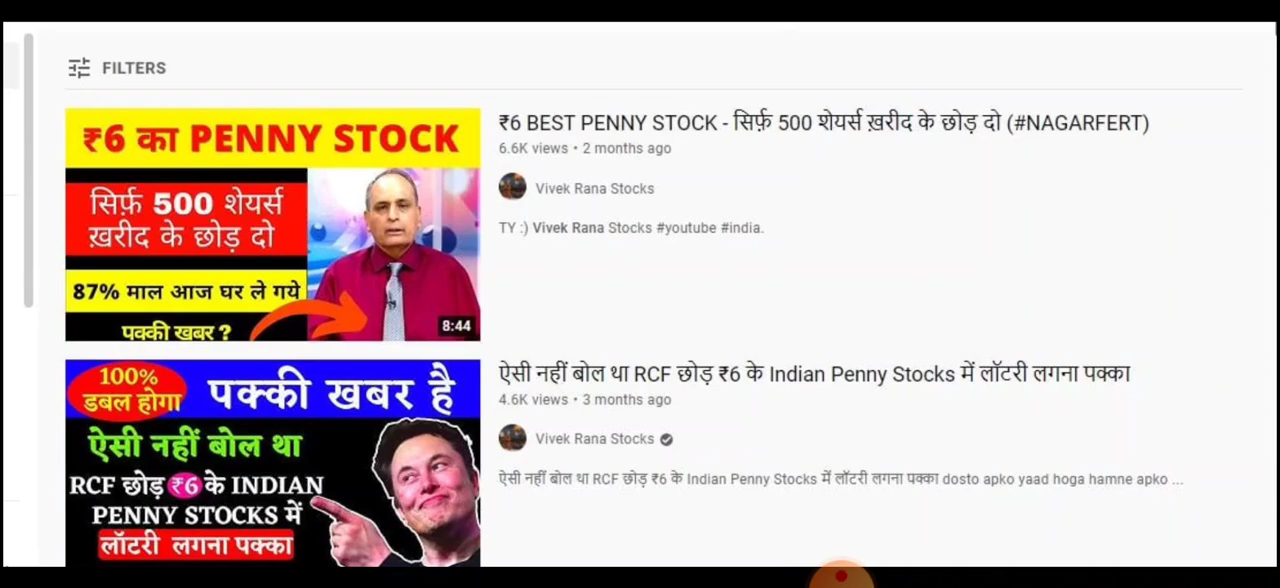 FILTERS
₹6 का PENNY STOCK
सिर्फ़ 500 शेयर्स
ख़रीद के छोड़ दो
87% माल आज घर ले गये
पक्की खबर ?
8:44
₹6 BEST PENNY STOCK - सिर्फ़ 500 शेयर्स ख़रीद के छोड़ दो (#NAGARFERT)
6.6K views • 2 months ago
Vivek Rana Stocks
TY :) Vivek Rana Stocks #youtube #india.
100%
डबल होगा
पक्की खबर है
ऐसी नहीं बोल था
RCF छोड़ ₹6 के INDIAN
PENNY STOCKS में
लॉटरी लगना पक्का
ऐसी नहीं बोल था RCF छोड़ ₹6 के Indian Penny Stocks में लॉटरी लगना पक्का
4.6K views • 3 months ago
Vivek Rana Stocks
ऐसी नहीं बोल था RCF छोड़ ₹6 के Indian Penny Stocks में लॉटरी लगना पक्का dosto apko yaad hoga hamne apko ...